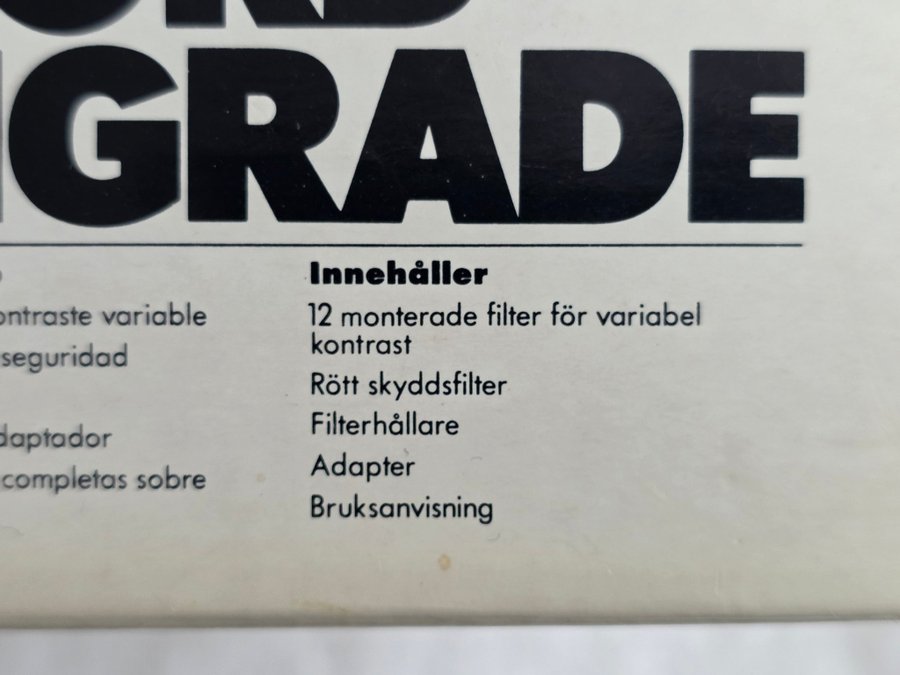 GRADE
Innehåller
ontraste variable
12 monterade filter för variabel
kontrast
seguridad
Rött skyddsfilter
Filterhållare
daptador
Adapter
completas sobre
Bruksanvisning